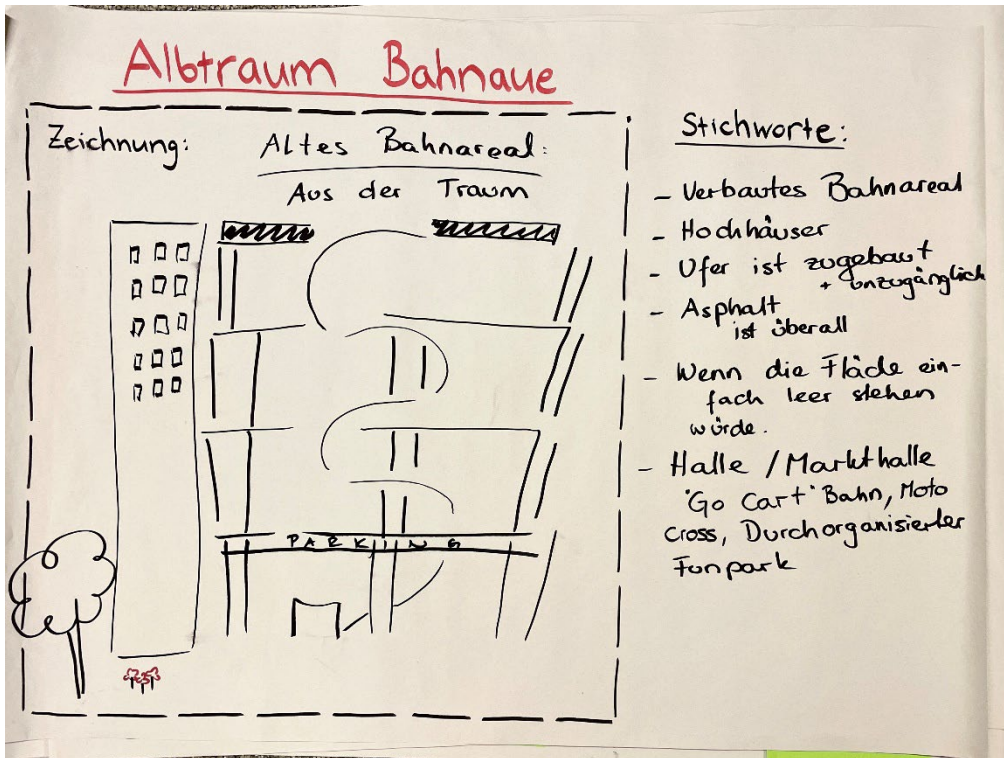 Albtraum Bahnaue
Zeichnung:
Altes Bahnareal:
Aus der Traum
PARKING
Stichworte:
- Verbautes Bahnareal
- Hochhäuser
- Ufer ist zugebaut
+ unzugänglich
- Asphalt
ist überall
- Wenn die Fläche ein-
fach leer stehen
würde.
- Halle / Markthalle
"Go Cart" Bahn, Moto
Cross, Durchorganisierter
Funpark